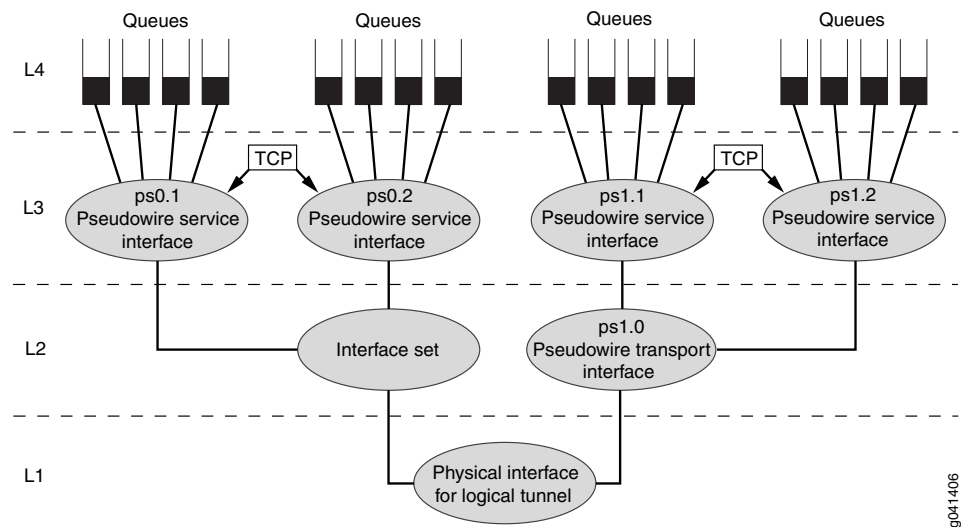 Queues Queues Queues Queues
L4
TCP TCP
L3
ps0.1
Pseudowire service
interface
ps0.2
Pseudowire service
interface
ps1.1
Pseudowire service
interface
ps1.2
Pseudowire service
interface
L2
Interface set
ps1.0
Pseudowire transport
interface
L1
Physical interface
for logical tunnel
g041406